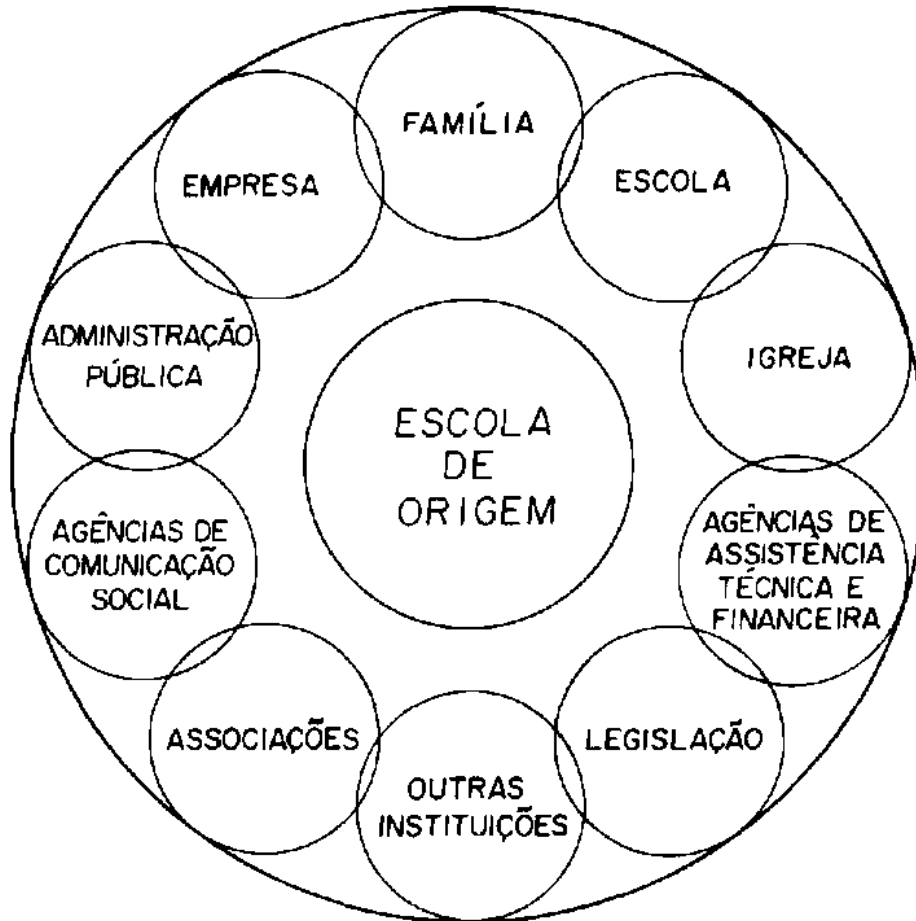 FAMÍLIA
ESCOLA
IGREJA
AGÊNCIAS DE
ASSISTÊNCIA
TÉCNICA E
FINANCEIRA
LEGISLAÇÃO
OUTRAS
INSTITUIÇÕES
ASSOCIAÇÕES
AGÊNCIAS DE
COMUNICAÇÃO
SOCIAL
ADMINISTRAÇÃO
PÚBLICA
EMPRESA
ESCOLA
DE
ORIGEM